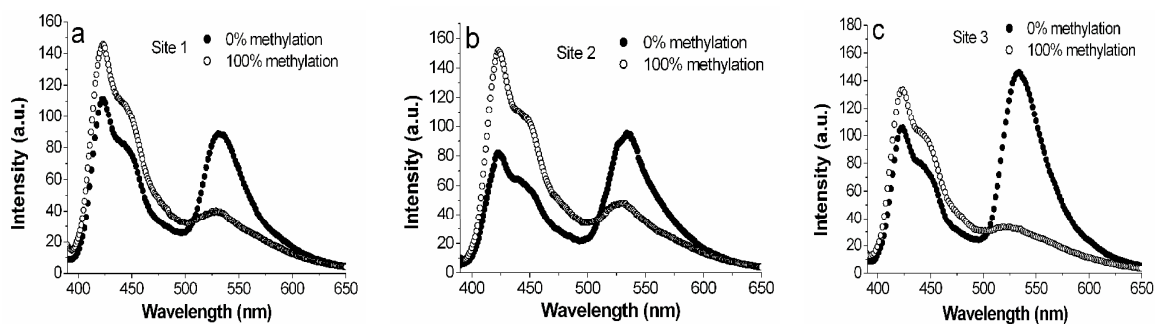 a
Site 1
● 0% methylation
○ 100% methylation
160
140
120
100
80
60
40
20
0
400 450 500 550 600 650
Intensity (a.u.)
Wavelength (nm)
b
Site 2
● 0% methylation
○ 100% methylation
160
140
120
100
80
60
40
20
0
400 450 500 550 600 650
Intensity (a.u.)
Wavelength (nm)
c
Site 3
● 0% methylation
○ 100% methylation
180
160
140
120
100
80
60
40
20
0
400 450 500 550 600 650
Intensity (a.u.)
Wavelength (nm)